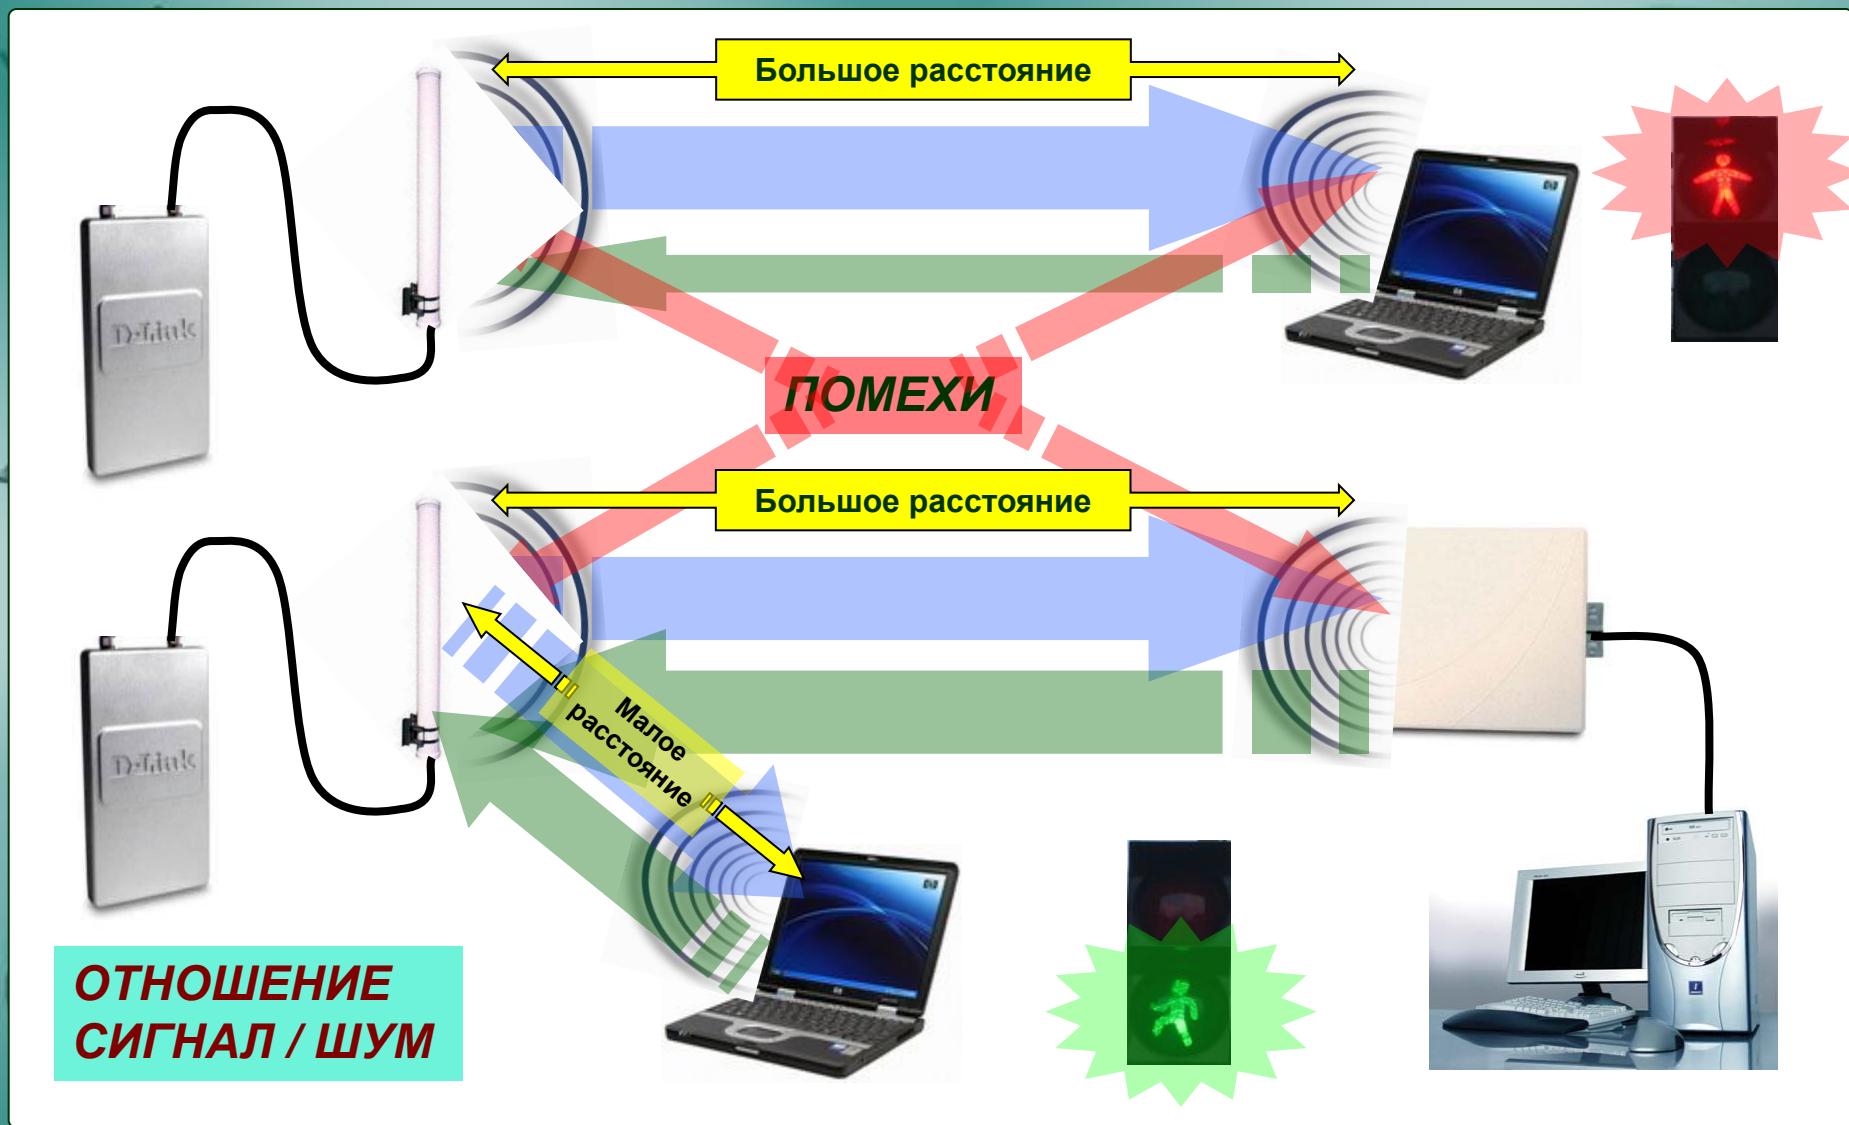 Большое расстояние
D-Link
ПОМЕХИ
Большое расстояние
Малое
расстояние
D-Link
ОТНОШЕНИЕ
СИГНАЛ / ШУМ